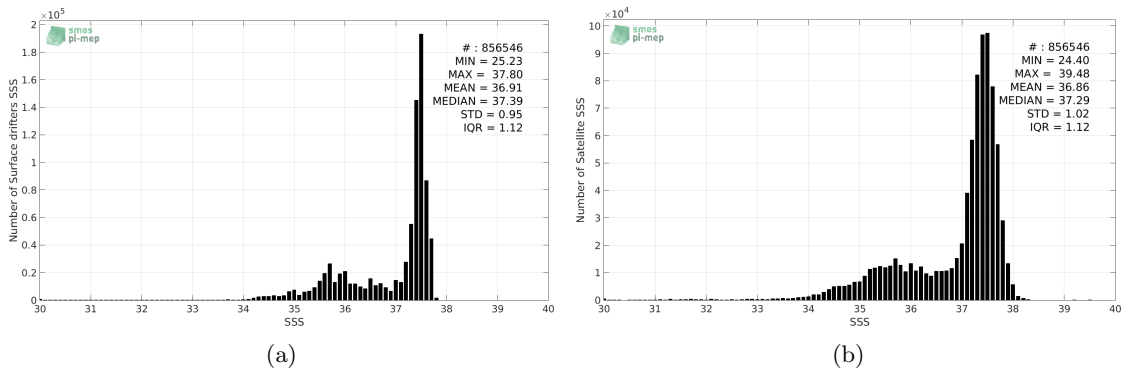 ×10⁵
smos
pi-mep
# : 856546
MIN = 25.23
MAX = 37.80
MEAN = 36.91
MEDIAN = 37.39
STD = 0.95
IQR = 1.12
Number of Surface drifters SSS
2
1.8
1.6
1.4
1.2
1
0.8
0.6
0.4
0.2
0
30 31 32 33 34 35 36 37 38 39 40
SSS
(a)
×10⁴
smos
pi-mep
# : 856546
MIN = 24.40
MAX = 39.48
MEAN = 36.86
MEDIAN = 37.29
STD = 1.02
IQR = 1.12
Number of Satellite SSS
10
9
8
7
6
5
4
3
2
1
0
30 31 32 33 34 35 36 37 38 39 40
SSS
(b)